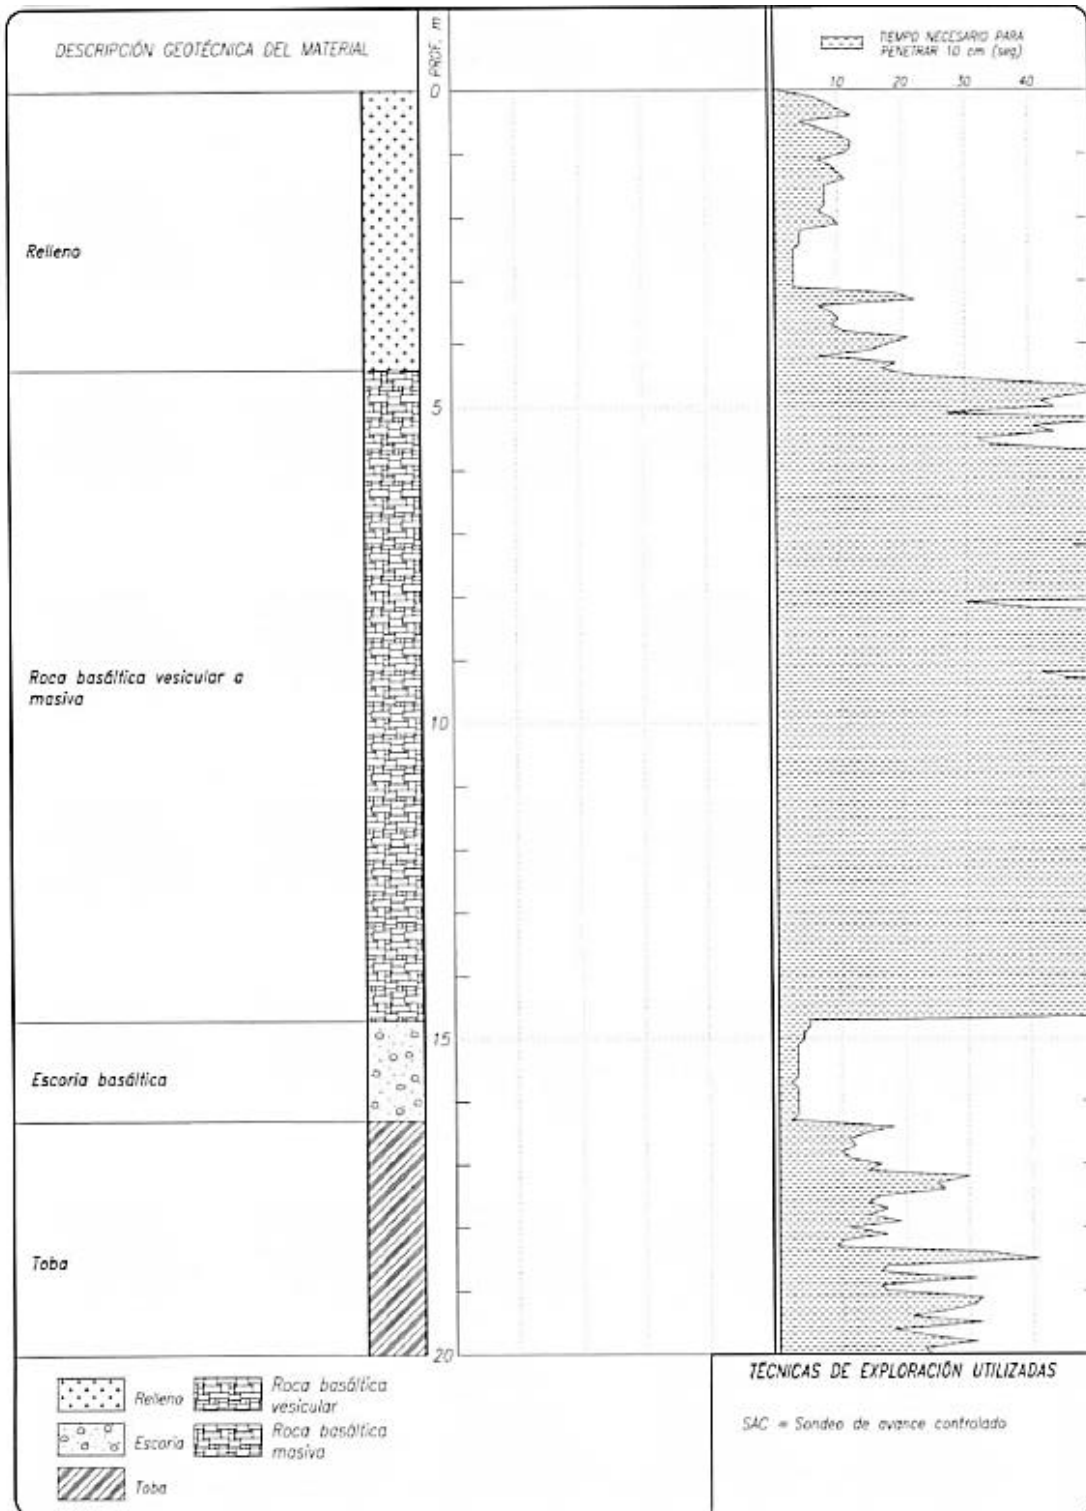 DESCRIPCIÓN GEOTÉCNICA DEL MATERIAL
PROF. m
TIEMPO NECESARIO PARA
PENETRAR 10 cm (seg)
10 20 30 40
0
Relleno
5
Roca basáltica vesicular a
masiva
10
15
Escoria basáltica
Toba
20
Relleno
Roca basáltica
vesicular
Escoria
Roca basáltica
masiva
Toba
TÉCNICAS DE EXPLORACIÓN UTILIZADAS
SAC = Sondeo de avance controlado